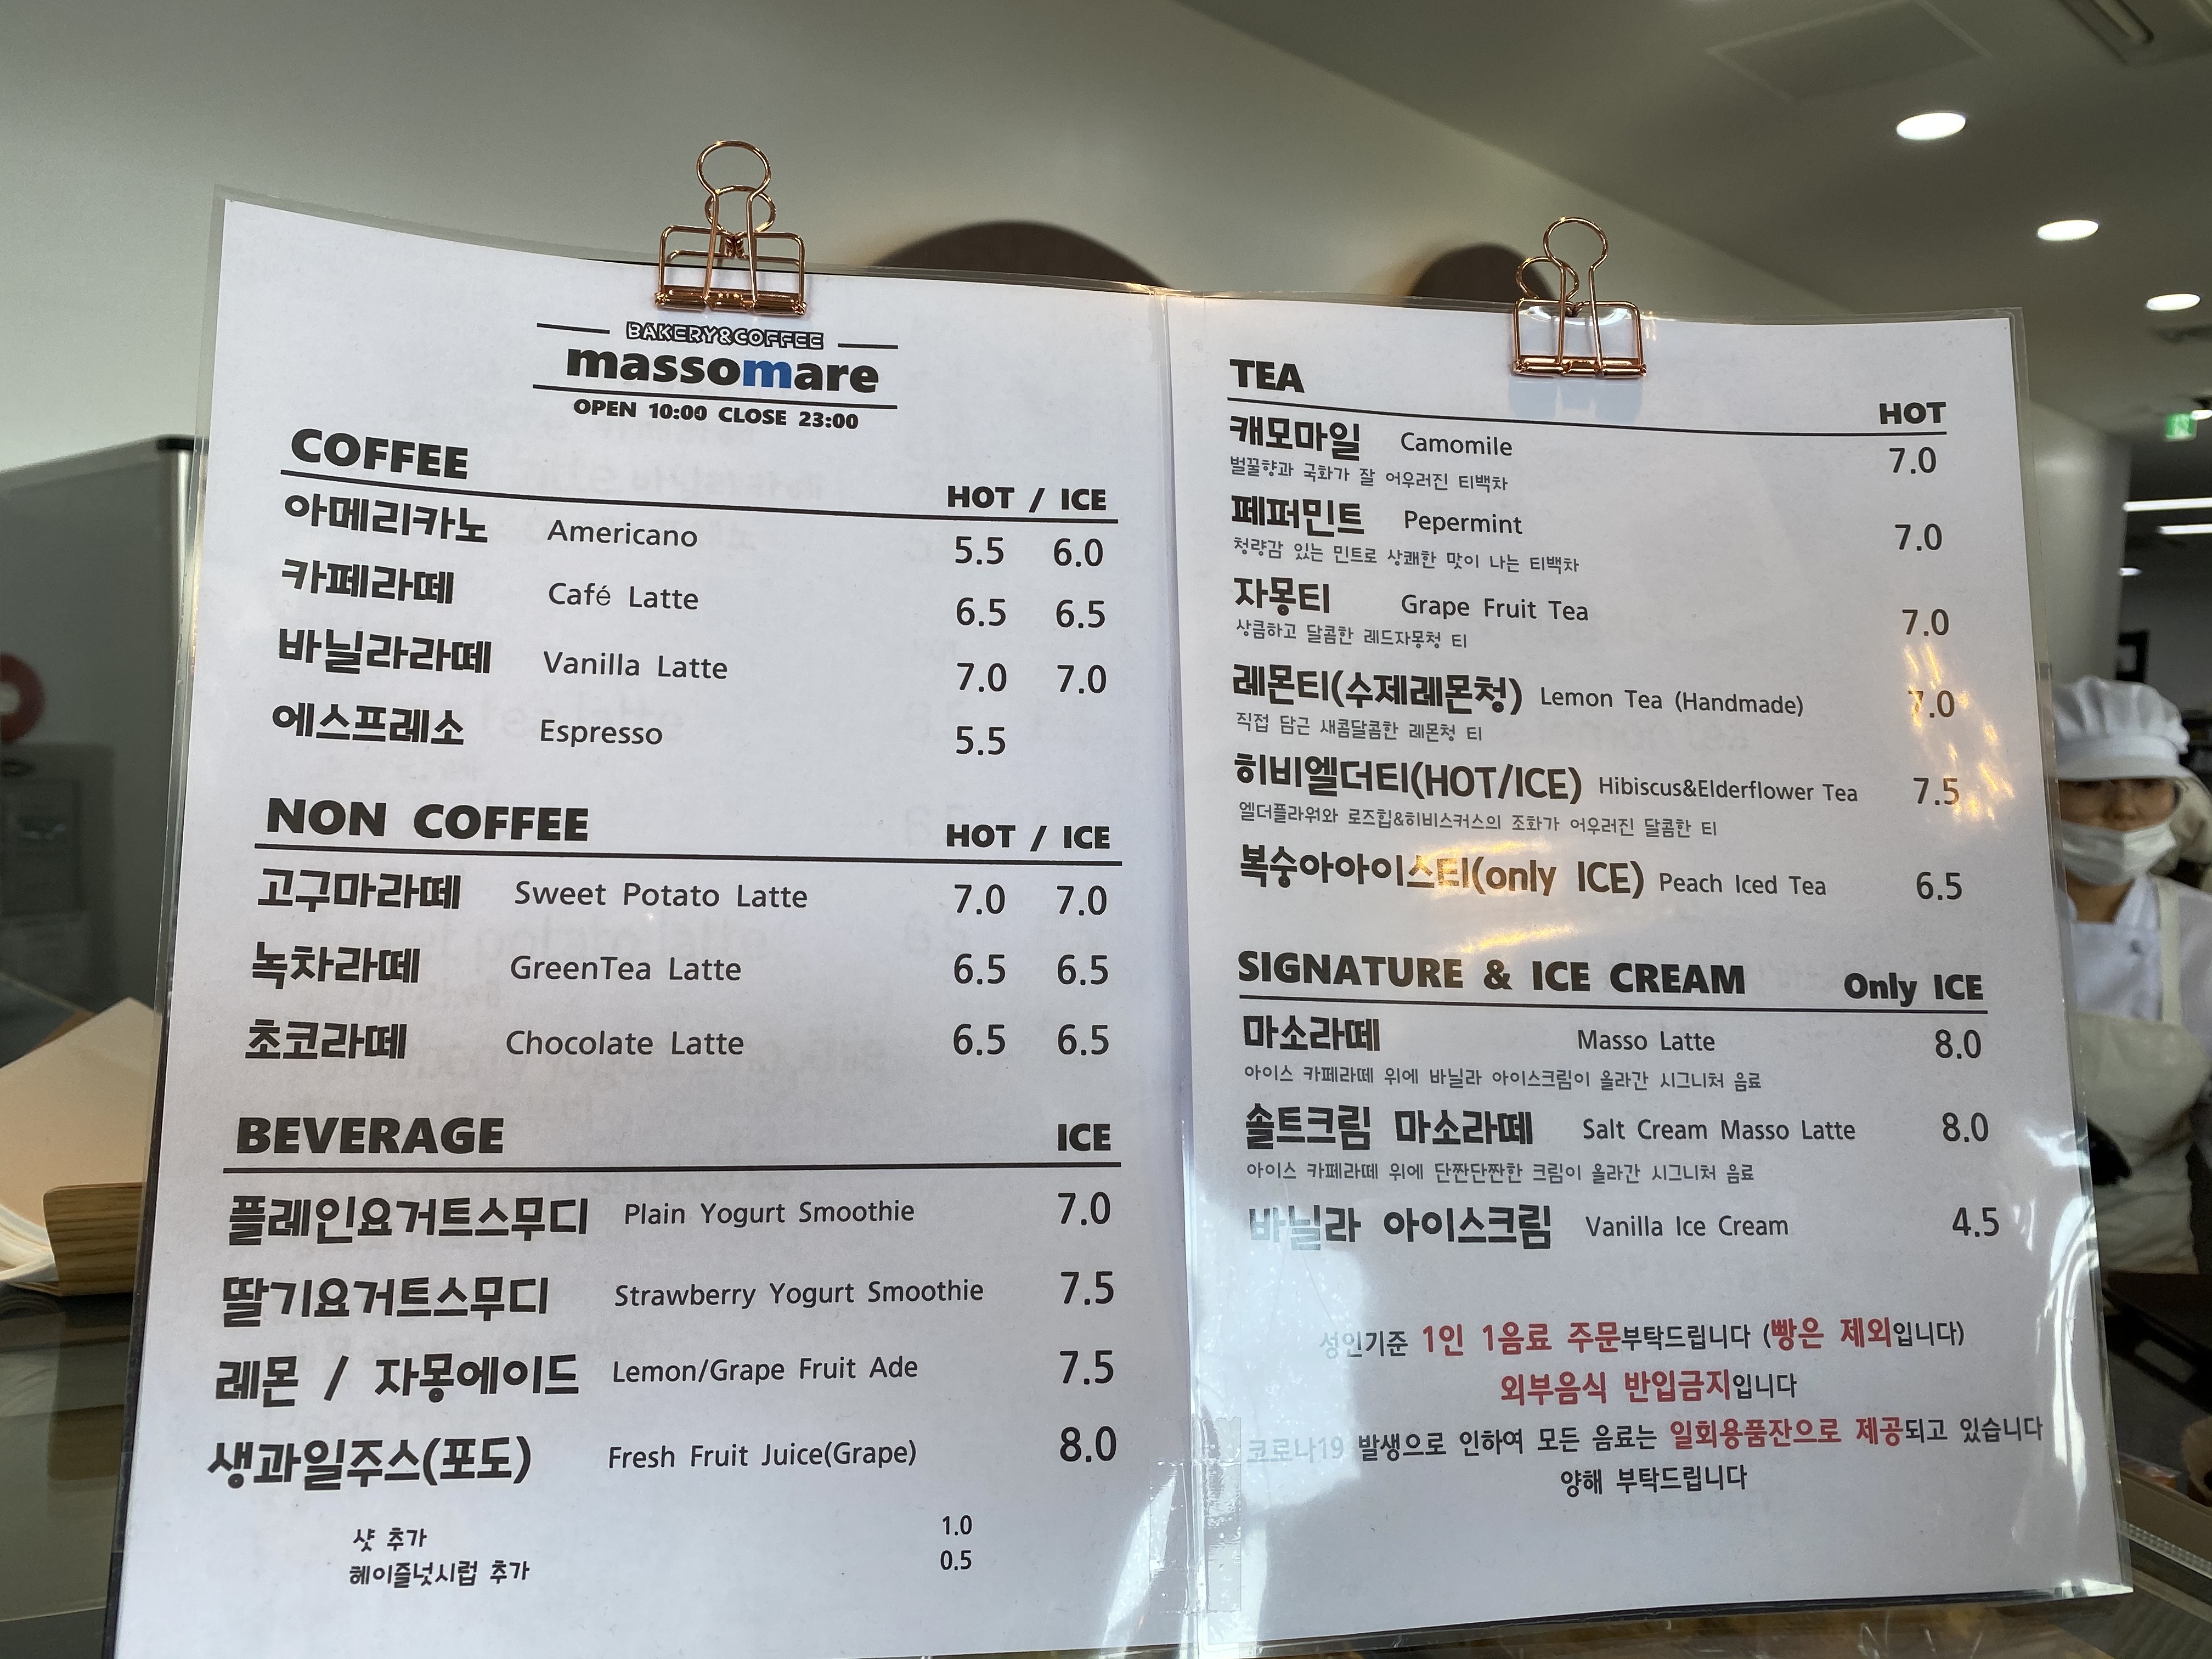 BAKERY&COFFEE
massomare
OPEN 10:00 CLOSE 23:00
COFFEE
HOT / ICE
아메리카노 Americano 5.5 6.0
카페라떼 Café Latte 6.5 6.5
바닐라라떼 Vanilla Latte 7.0 7.0
에스프레소 Espresso 5.5
NON COFFEE HOT / ICE
고구마라떼 Sweet Potato Latte 7.0 7.0
녹차라떼 GreenTea Latte 6.5 6.5
초코라떼 Chocolate Latte 6.5 6.5
BEVERAGE ICE
플레인요거트스무디 Plain Yogurt Smoothie 7.0
딸기요거트스무디 Strawberry Yogurt Smoothie 7.5
레몬 / 자몽에이드 Lemon/Grape Fruit Ade 7.5
생과일주스(포도) Fresh Fruit Juice(Grape) 8.0
샷 추가 1.0
헤이즐넛시럽 추가 0.5
TEA
HOT
캐모마일 Camomile 7.0
벌꿀향과 국화가 잘 어우러진 티백차
페퍼민트 Pepermint 7.0
청량감 있는 민트로 상쾌한 맛이 나는 티백차
자몽티 Grape Fruit Tea 7.0
상큼하고 달콤한 레드자몽청 티
레몬티(수제레몬청) Lemon Tea (Handmade) 7.0
직접 담근 새콤달콤한 레몬청 티
히비엘더티(HOT/ICE) Hibiscus&Elderflower Tea 7.5
엘더플라워와 로즈힙&히비스커스의 조화가 어우러진 달콤한 티
복숭아아이스티(only ICE) Peach Iced Tea 6.5
SIGNATURE & ICE CREAM Only ICE
마소라떼 Masso Latte 8.0
아이스 카페라떼 위에 바닐라 아이스크림이 올라간 시그니처 음료
솔트크림 마소라떼 Salt Cream Masso Latte 8.0
아이스 카페라떼 위에 단짠단짠한 크림이 올라간 시그니처 음료
바닐라 아이스크림 Vanilla Ice Cream 4.5
성인기준 1인 1음료 주문부탁드립니다 (빵은 제외입니다)
외부음식 반입금지입니다
코로나19 발생으로 인하여 모든 음료는 일회용품잔으로 제공되고 있습니다
양해 부탁드립니다